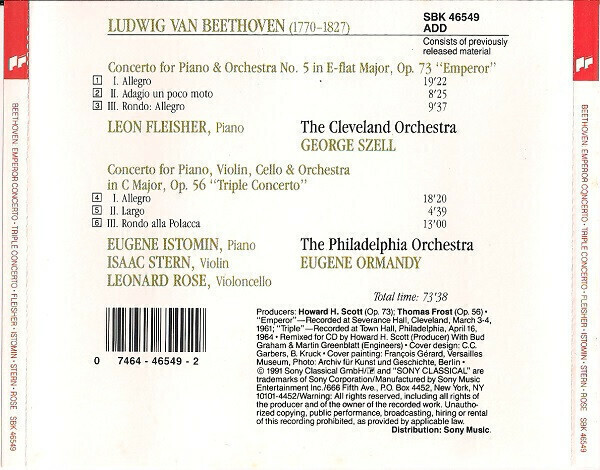 LUDWIG VAN BEETHOVEN (1770–1827)
SBK 46549
ADD
Consists of previously
released material
Concerto for Piano & Orchestra No. 5 in E-flat Major, Op. 73 “Emperor”
1 I. Allegro 19'22
2 II. Adagio un poco moto 8'25
3 III. Rondo: Allegro 9'37
LEON FLEISHER, Piano The Cleveland Orchestra
GEORGE SZELL
Concerto for Piano, Violin, Cello & Orchestra
in C Major, Op. 56 “Triple Concerto”
4 I. Allegro 18'20
5 II. Largo 4'39
6 III. Rondo alla Polacca 13'00
EUGENE ISTOMIN, Piano The Philadelphia Orchestra
ISAAC STERN, Violin EUGENE ORMANDY
LEONARD ROSE, Violoncello
Total time: 73'38
Producers: Howard H. Scott (Op. 73); Thomas Frost (Op. 56) •
“Emperor”—Recorded at Severance Hall, Cleveland, March 3-4,
1961; “Triple”—Recorded at Town Hall, Philadelphia, April 16,
1964 • Remixed for CD by Howard H. Scott (Producer) With Bud
Graham & Martin Greenblatt (Engineers) • Cover design: C.C.
Garbers, B. Kruck • Cover painting: François Gérard, Versailles
Museum, Photo: Archiv für Kunst und Geschichte, Berlin •
© 1991 Sony Classical GmbH/ and “SONY CLASSICAL” are
trademarks of Sony Corporation/Manufactured by Sony Music
Entertainment Inc./666 Fifth Ave., P.O. Box 4452, New York, NY
10101-4452/Warning: All rights reserved, including all rights of
the producer and of the owner of the recorded work. Unautho-
rized copying, public performance, broadcasting, hiring or rental
of this recording prohibited, as provided by applicable law.
Distribution: Sony Music.
0 7464-46549-2
BEETHOVEN: EMPEROR CONCERTO • TRIPLE CONCERTO • FLEISHER • ISTOMIN • STERN • ROSE SBK 46549
BEETHOVEN: EMPEROR CONCERTO • TRIPLE CONCERTO • FLEISHER • ISTOMIN • STERN • ROSE SBK 46549